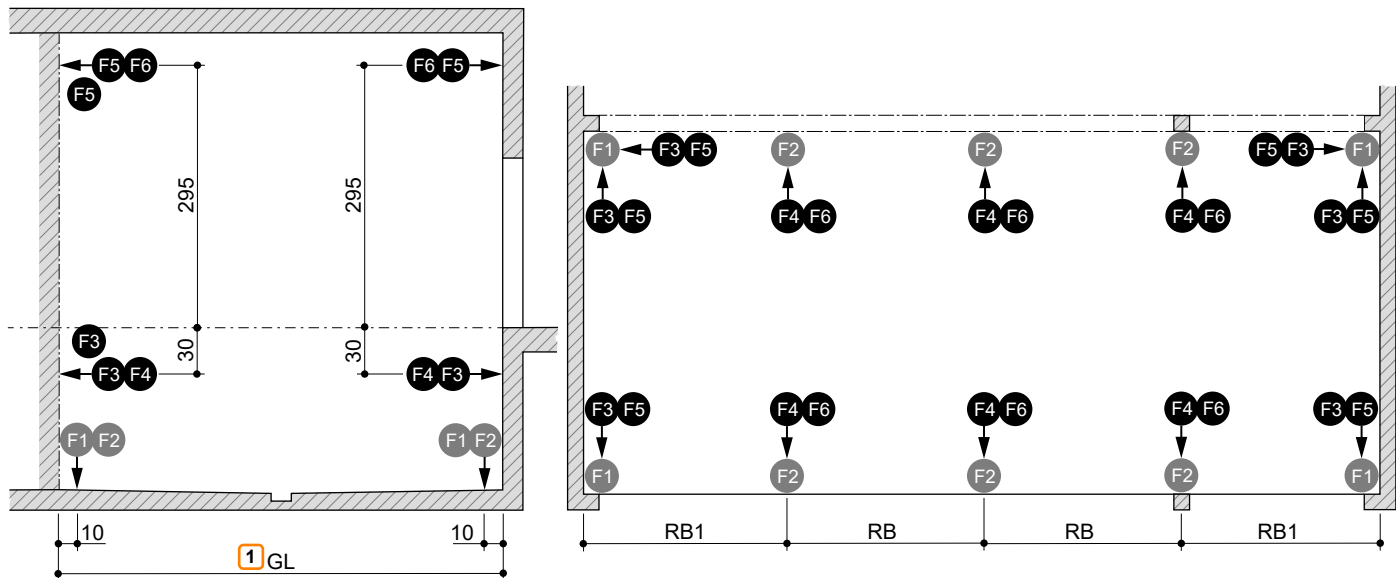 F5 F6 F6 F5
F5
295 295
F3
30 30
F3 F4 F4 F3
F1 F2 F1 F2
10 10
1 GL
F1 F3 F5 F2 F2 F2 F5 F3 F1
F3 F5 F4 F6 F4 F6 F4 F6 F3 F5
F3 F5 F4 F6 F4 F6 F4 F6 F3 F5
F1 F2 F2 F2 F1
RB1 RB RB RB1